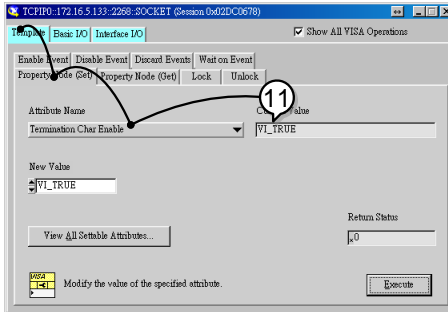 TCPIP0::172.16.5.133::2268::SOCKET (Session 0x02DC0678)
Template Basic I/O Interface I/O
Show All VISA Operations
Enable Event Disable Event Discard Events Wait on Event
Property Node (Set) Property Node (Get) Lock Unlock
11
Attribute Name
Value
Termination Char Enable
VI_TRUE
New Value
VI_TRUE
Return Status
View All Settable Attributes...
0
VISA
Modify the value of the specified attribute.
Execute